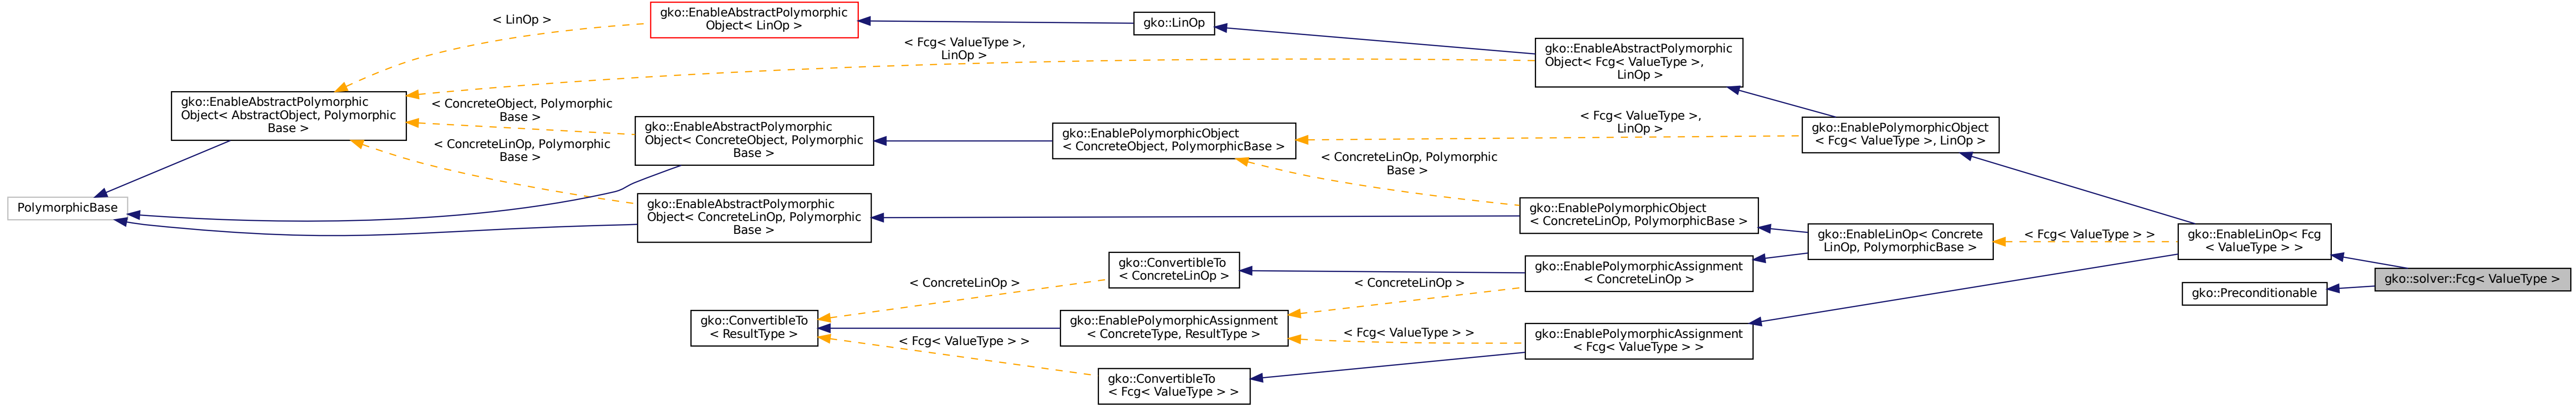 PolymorphicBase
gko::EnableAbstractPolymorphic
Object< AbstractObject, Polymorphic
Base >
< LinOp >
< Fcg< ValueType >,
LinOp >
< ConcreteObject, Polymorphic
Base >
< ConcreteLinOp, Polymorphic
Base >
gko::EnableAbstractPolymorphic
Object< LinOp >
gko::EnableAbstractPolymorphic
Object< ConcreteObject, Polymorphic
Base >
gko::EnableAbstractPolymorphic
Object< ConcreteLinOp, Polymorphic
Base >
gko::ConvertibleTo
< ResultType >
< ConcreteLinOp >
< Fcg< ValueType > >
gko::LinOp
gko::EnablePolymorphicObject
< ConcreteObject, PolymorphicBase >
gko::ConvertibleTo
< ConcreteLinOp >
gko::EnablePolymorphicAssignment
< ConcreteType, ResultType >
gko::ConvertibleTo
< Fcg< ValueType > >
< Fcg< ValueType >,
LinOp >
< ConcreteLinOp, Polymorphic
Base >
< ConcreteLinOp >
< Fcg< ValueType > >
gko::EnableAbstractPolymorphic
Object< Fcg< ValueType >,
LinOp >
gko::EnablePolymorphicObject
< ConcreteLinOp, PolymorphicBase >
gko::EnablePolymorphicAssignment
< ConcreteLinOp >
gko::EnablePolymorphicAssignment
< Fcg< ValueType > >
gko::EnablePolymorphicObject
< Fcg< ValueType >, LinOp >
gko::EnableLinOp< Concrete
LinOp, PolymorphicBase >
< Fcg< ValueType > >
gko::EnableLinOp< Fcg
< ValueType > >
gko::Preconditionable
gko::solver::Fcg< ValueType >